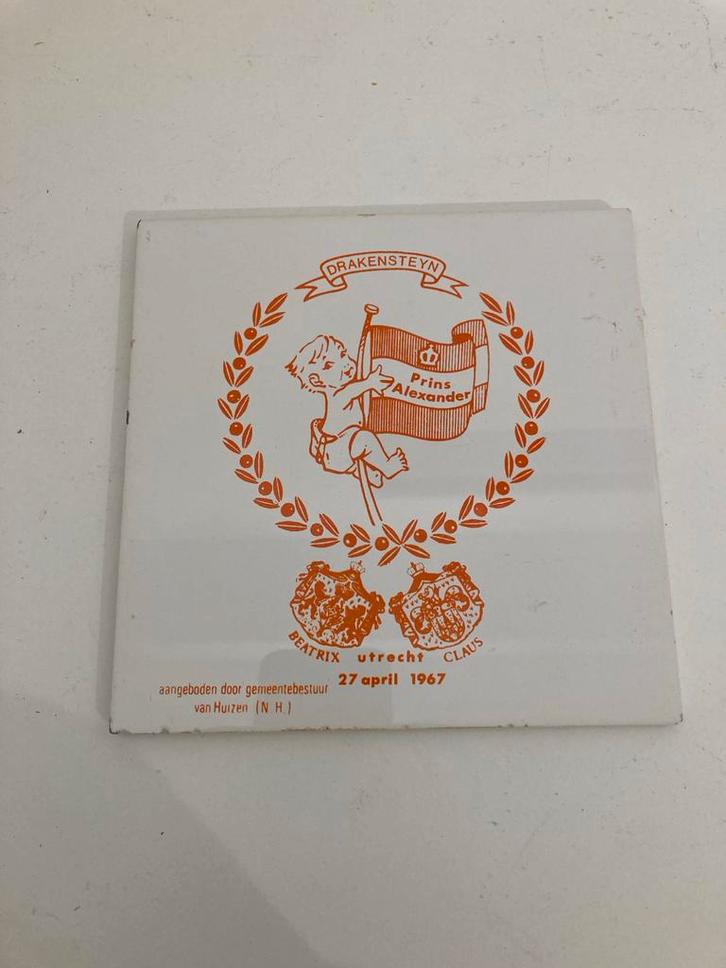 DRAKENSTEYN
Prins
Alexander
BEATRIX utrecht CLAUS
27 april 1967
aangeboden door gemeentebestuur
van Huizen (N.H.)